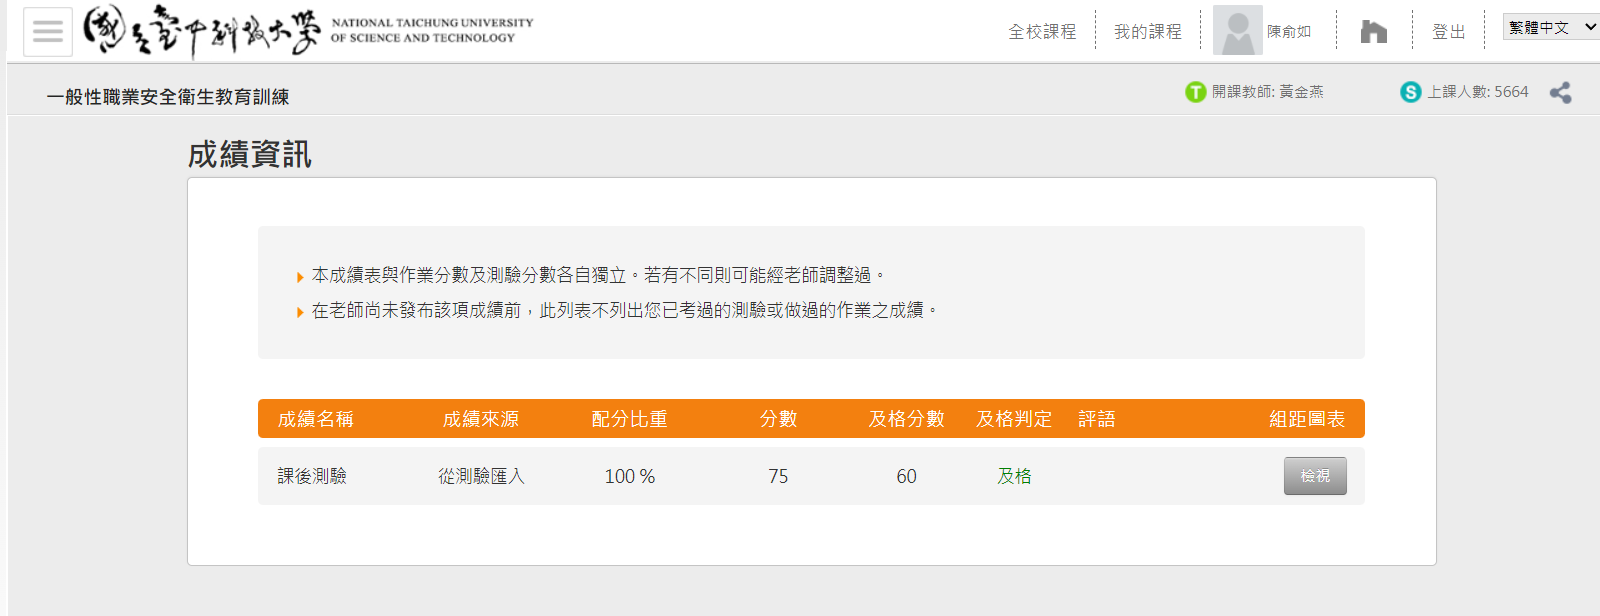 國立臺中科技大學
NATIONAL TAICHUNG UNIVERSITY
OF SCIENCE AND TECHNOLOGY
全校課程
我的課程
陳俞如
登出
繁體中文
一般性職業安全衛生教育訓練
T 開課教師: 黃金燕
S 上課人數: 5664
成績資訊
本成績表與作業分數及測驗分數各自獨立。若有不同則可能經老師調整過。
在老師尚未發布該項成績前，此列表不列出您已考過的測驗或做過的作業之成績。
成績名稱 成績來源 配分比重 分數 及格分數 及格判定 評語 組距圖表
課後測驗 從測驗匯入 100 % 75 60 及格 檢視